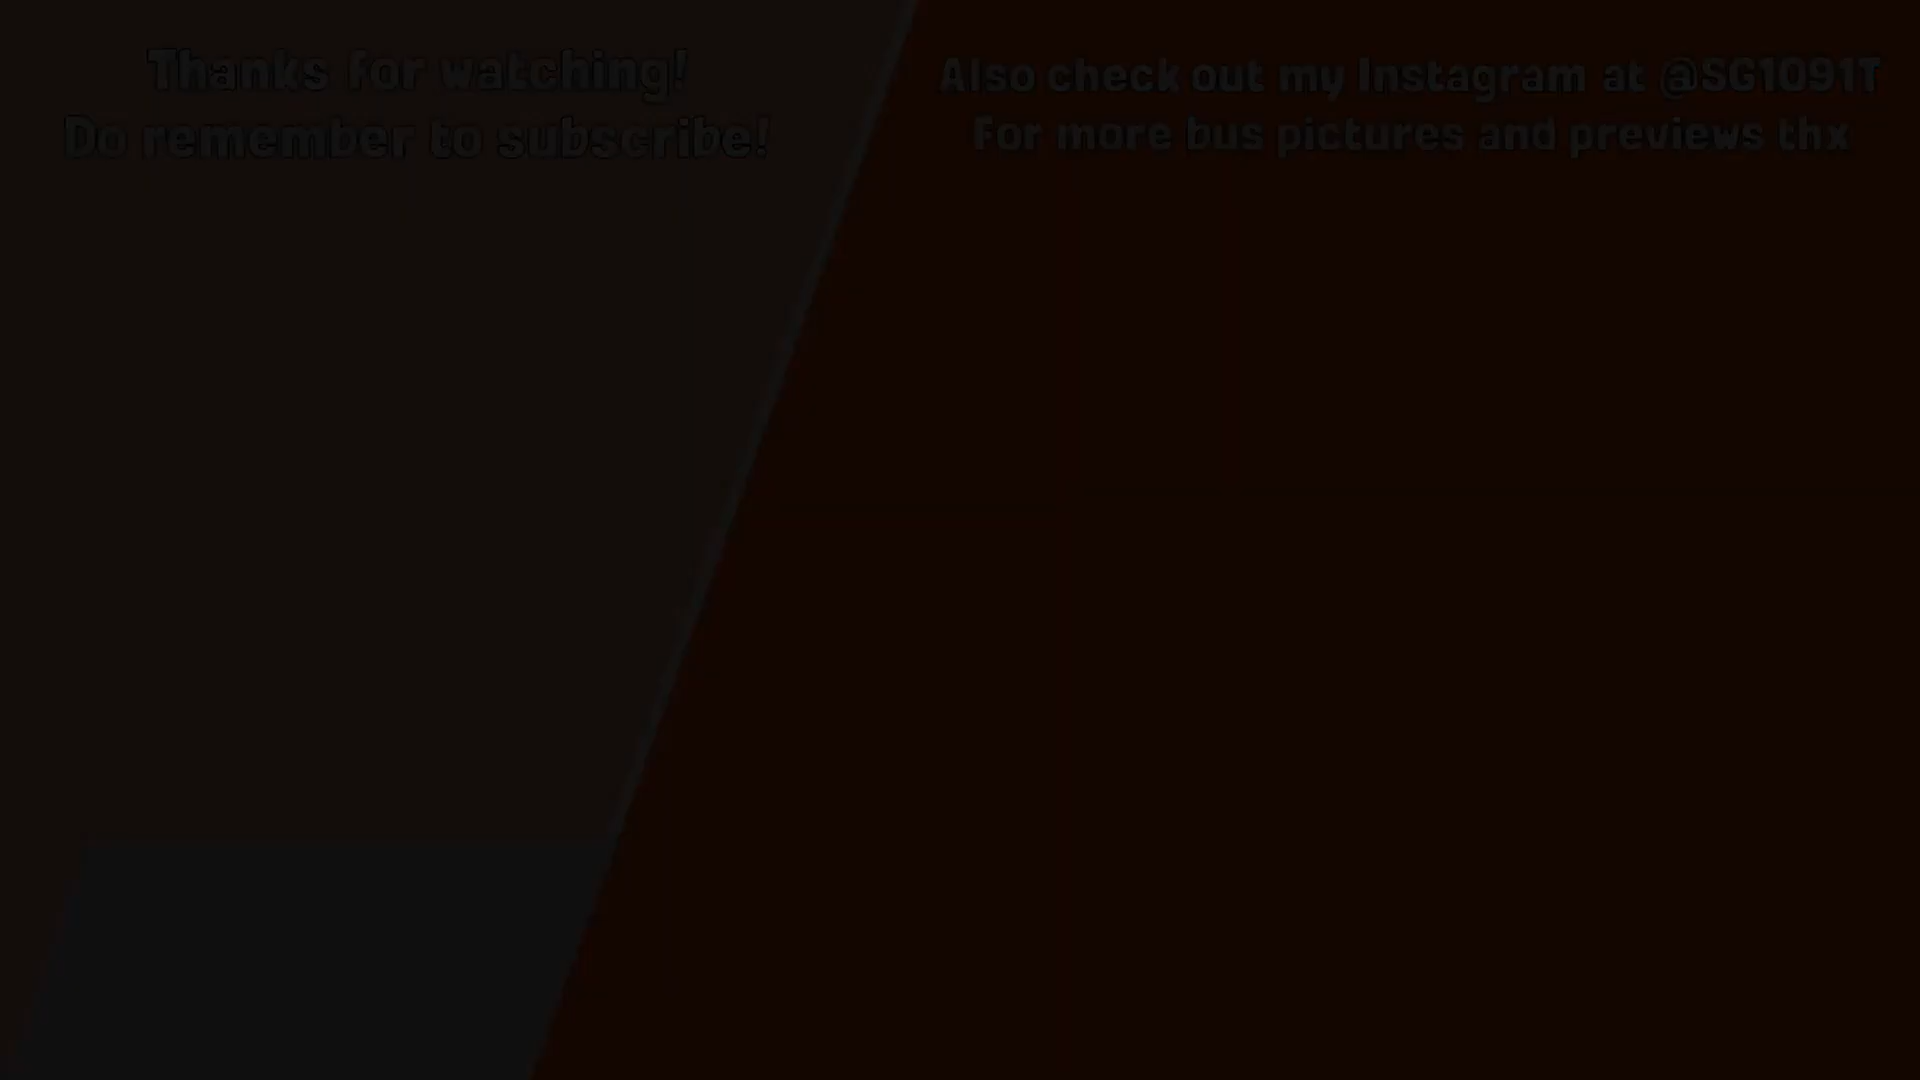 Thanks for watching!
Do remember to subscribe!
Also check out my Instagram at @SG1091T
For more bus pictures and previews thx